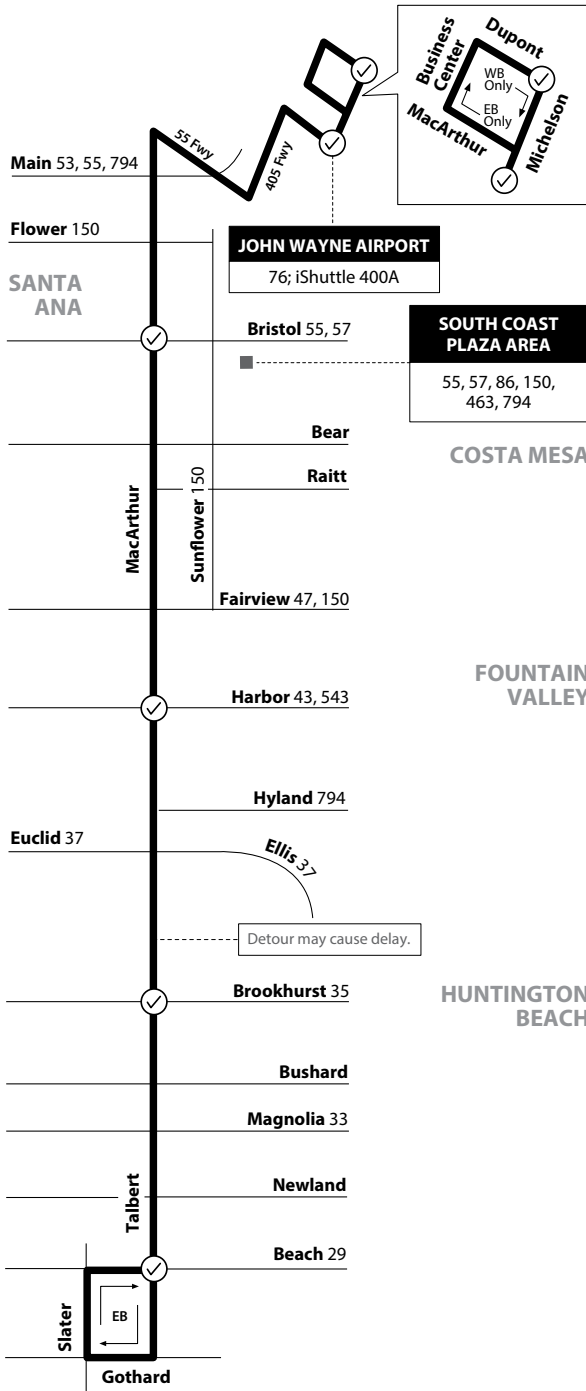 Dupont
Business
Center
WB
Only
EB
Only
MacArthur
Michelson
55 Fwy
405 Fwy
Main 53, 55, 794
Flower 150
JOHN WAYNE AIRPORT
76; iShuttle 400A
SANTA
ANA
Bristol 55, 57
SOUTH COAST
PLAZA AREA
55, 57, 86, 150,
463, 794
Bear
COSTA MESA
Raitt
MacArthur
Sunflower 150
Fairview 47, 150
FOUNTAIN
VALLEY
Harbor 43, 543
Hyland 794
Euclid 37
Ellis 37
Detour may cause delay.
Brookhurst 35
HUNTINGTON
BEACH
Bushard
Magnolia 33
Talbert
Newland
Beach 29
Slater
EB
Gothard